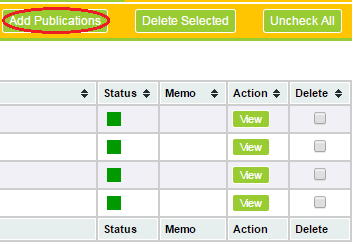 Add Publications Delete Selected Uncheck All
Status Memo Action Delete
View
View
View
View
Status Memo Action Delete